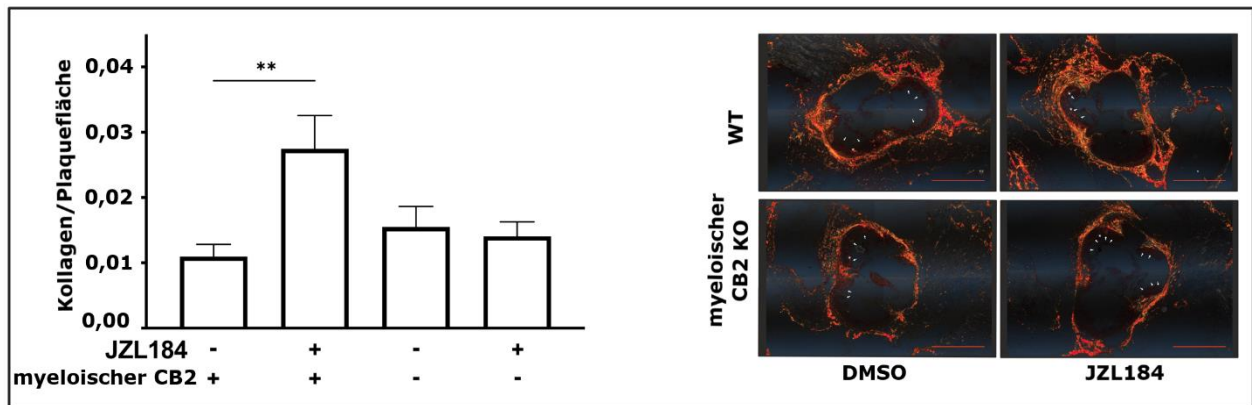 Kollagen/Plaquefläche
0,04
0,03
0,02
0,01
0,00
**
JZL184 - + - +
myeloischer CB2 + + - -
WT
myeloischer
CB2 KO
DMSO
JZL184